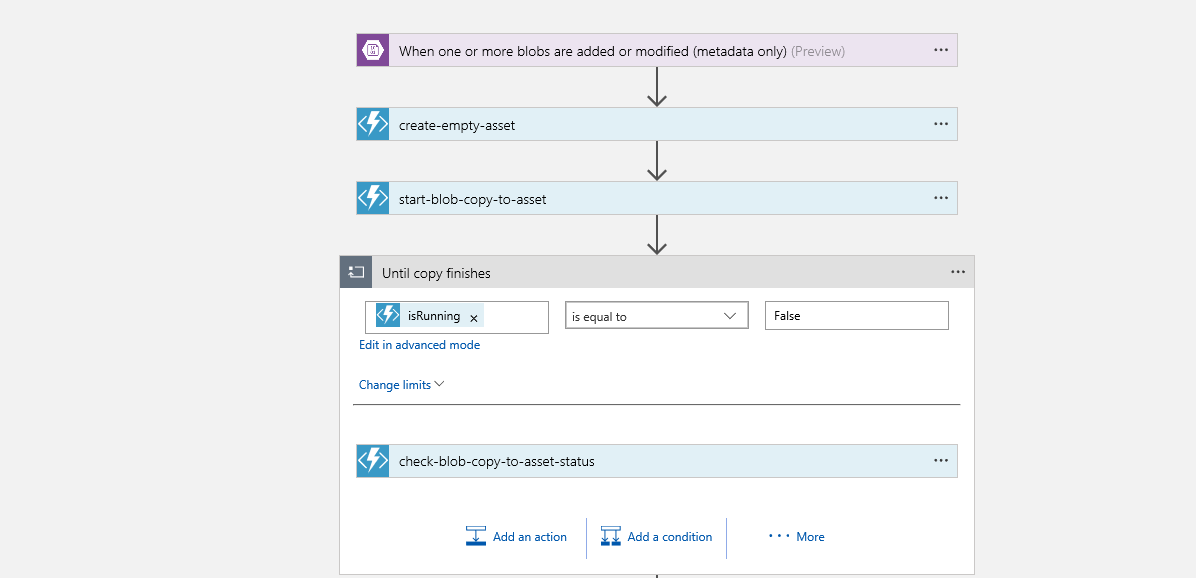 When one or more blobs are added or modified (metadata only) (Preview)
create-empty-asset
start-blob-copy-to-asset
Until copy finishes
isRunning x is equal to False
Edit in advanced mode
Change limits
check-blob-copy-to-asset-status
Add an action Add a condition More